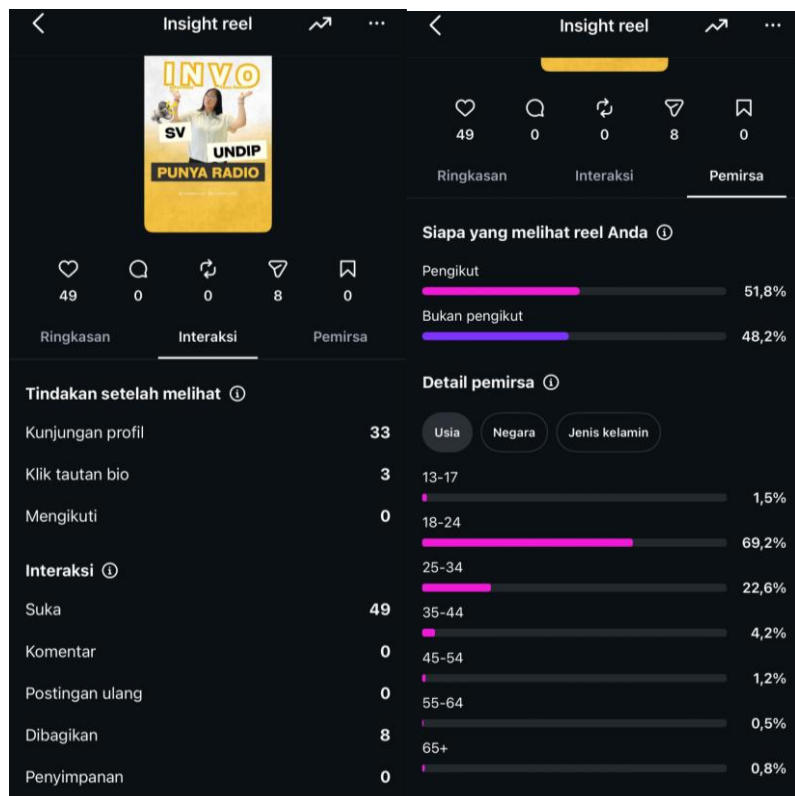 Insight reel
INVO
SV
UNDIP
PUNYA RADIO
49 0 0 8 0
Ringkasan Interaksi Pemirsa
Tindakan setelah melihat
Kunjungan profil 33
Klik tautan bio 3
Mengikuti 0
Interaksi
Suka 49
Komentar 0
Postingan ulang 0
Dibagikan 8
Penyimpanan 0
Insight reel
49 0 0 8 0
Ringkasan Interaksi Pemirsa
Siapa yang melihat reel Anda
Pengikut
51,8%
Bukan pengikut
48,2%
Detail pemirsa
Usia Negara Jenis kelamin
13-17
1,5%
18-24
69,2%
25-34
22,6%
35-44
4,2%
45-54
1,2%
55-64
0,5%
65+
0,8%